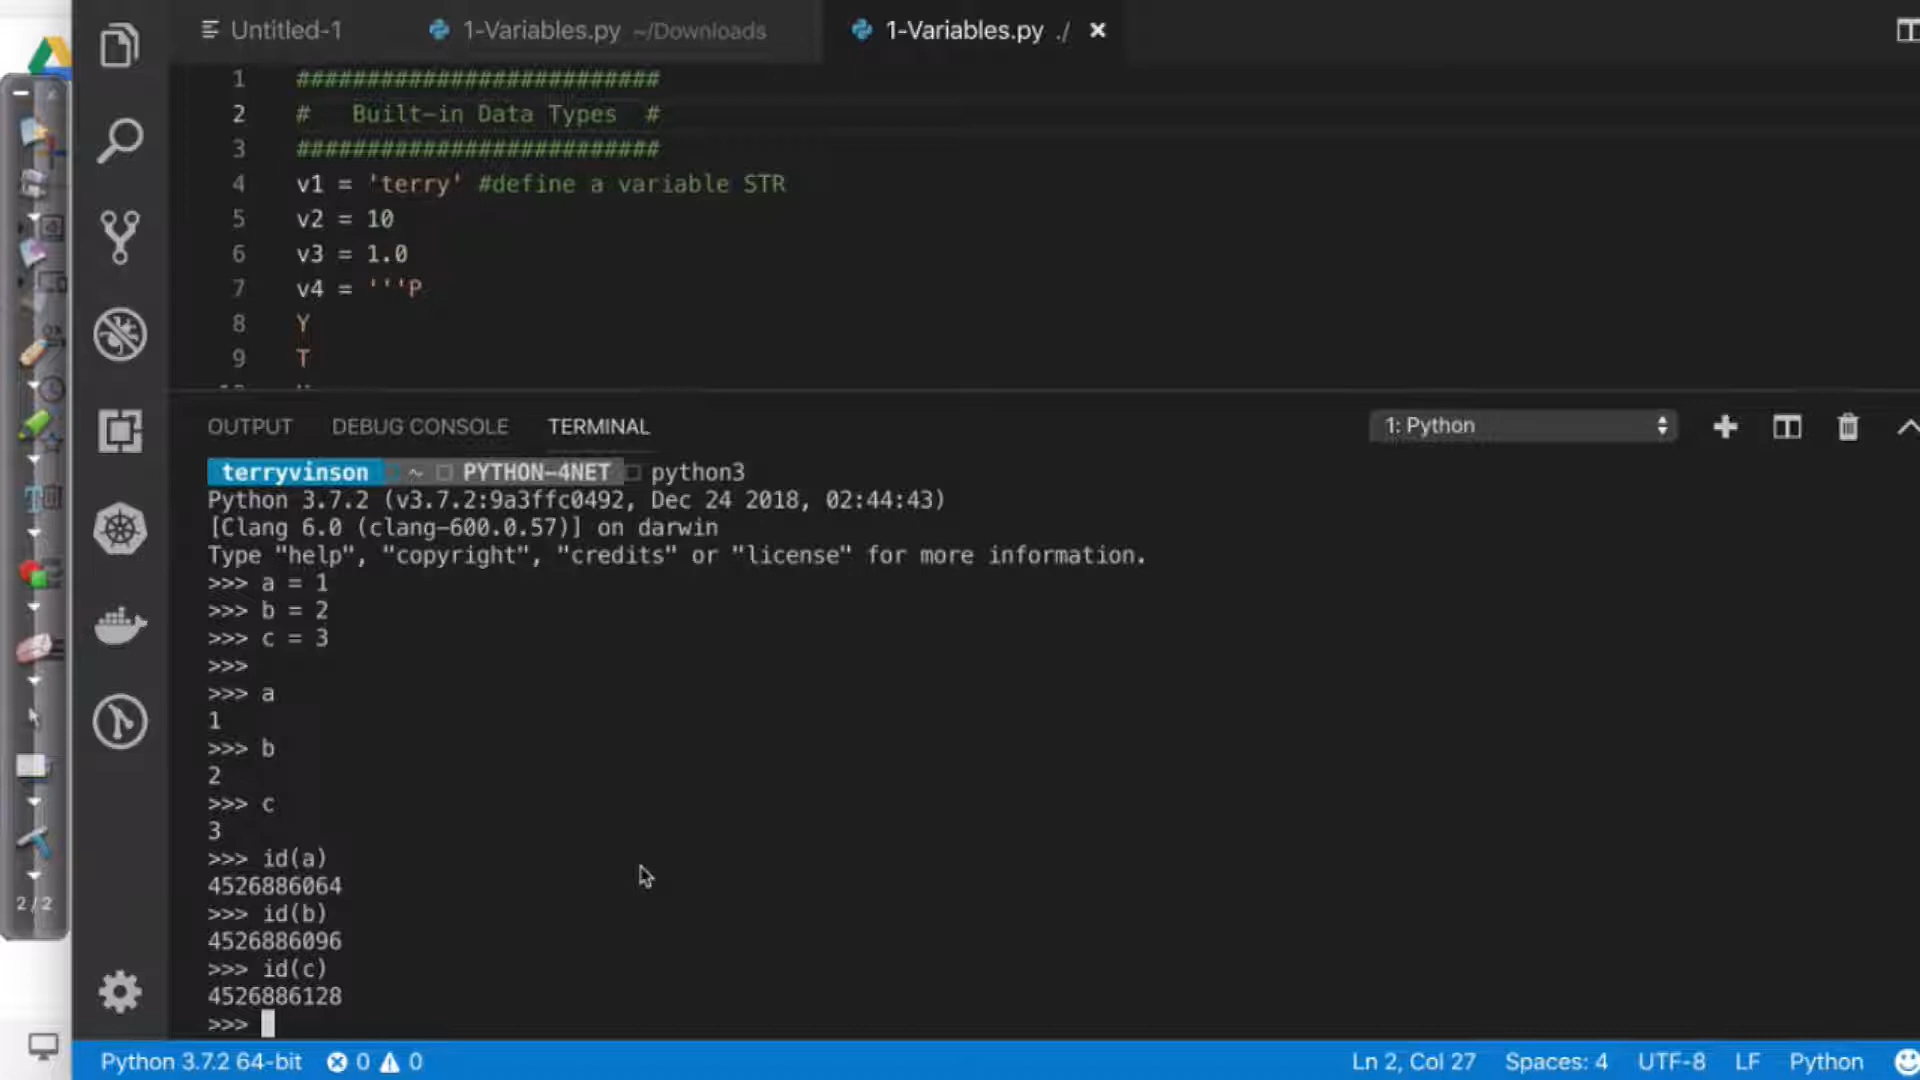 Untitled-1 1-Variables.py ~/Downloads 1-Variables.py ./
1 ##########################
2 #   Built-in Data Types  #
3 ##########################
4 v1 = 'terry' #define a variable STR
5 v2 = 10
6 v3 = 1.0
7 v4 = '''P
8 Y
9 T
OUTPUT DEBUG CONSOLE TERMINAL 1: Python
terryvinson ~ PYTHON-4NET python3
Python 3.7.2 (v3.7.2:9a3ffc0492, Dec 24 2018, 02:44:43)
[Clang 6.0 (clang-600.0.57)] on darwin
Type "help", "copyright", "credits" or "license" for more information.
>>> a = 1
>>> b = 2
>>> c = 3
>>>
>>> a
1
>>> b
2
>>> c
3
>>> id(a)
4526886064
>>> id(b)
4526886096
>>> id(c)
4526886128
>>>
2/2
Python 3.7.2 64-bit 0 0 Ln 2, Col 27 Spaces: 4 UTF-8 LF Python